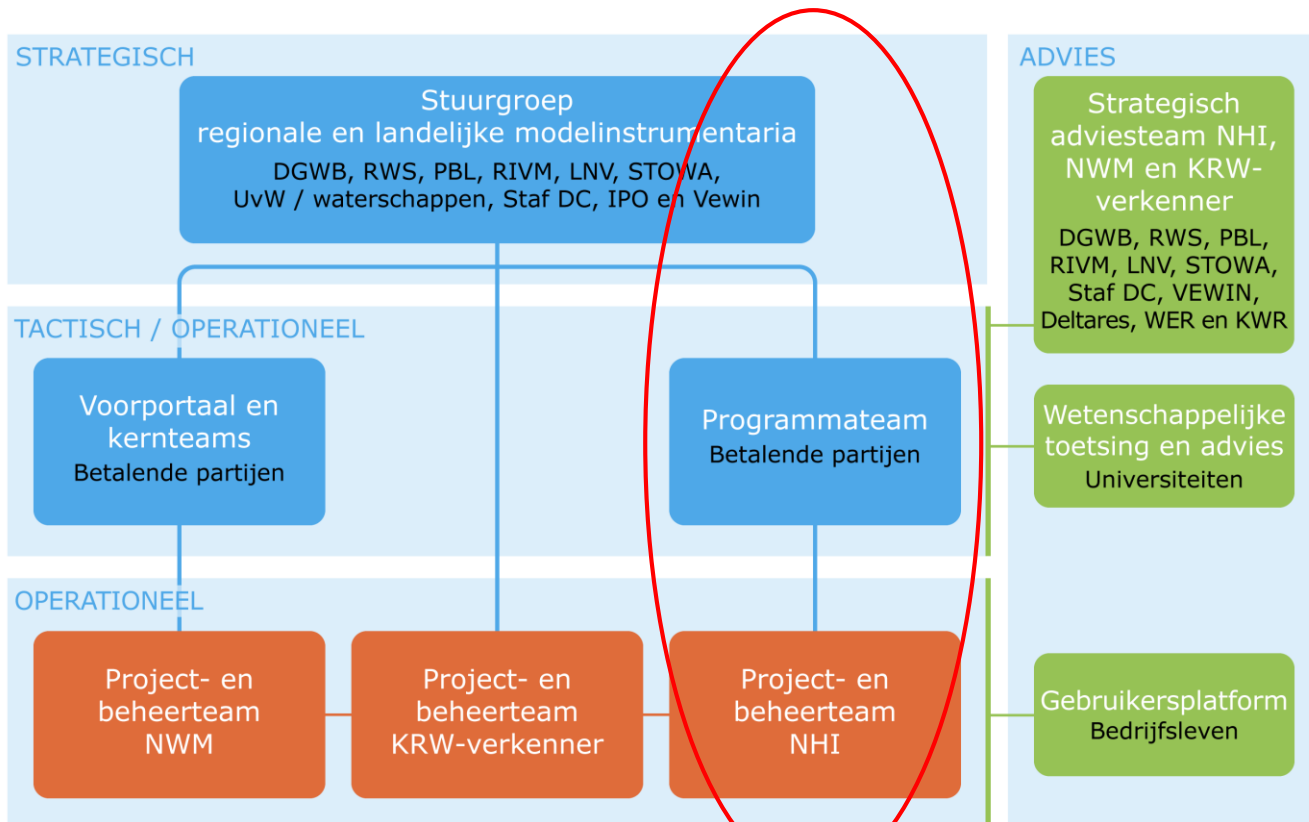 STRATEGISCH
Stuurgroep
regionale en landelijke modelinstrumentaria
DGWB, RWS, PBL, RIVM, LNV, STOWA,
UvW / waterschappen, Staf DC, IPO en Vewin
TACTISCH / OPERATIONEEL
Voorportaal en
kernteams
Betalende partijen
Programmateam
Betalende partijen
OPERATIONEEL
Project- en
beheerteam
NWM
Project- en
beheerteam
KRW-verkenner
Project- en
beheerteam
NHI
ADVIES
Strategisch
adviesteam NHI,
NWM en KRW-
verkenner
DGWB, RWS, PBL,
RIVM, LNV, STOWA,
Staf DC, VEWIN,
Deltares, WER en KWR
Wetenschappelijke
toetsing en advies
Universiteiten
Gebruikersplatform
Bedrijfsleven